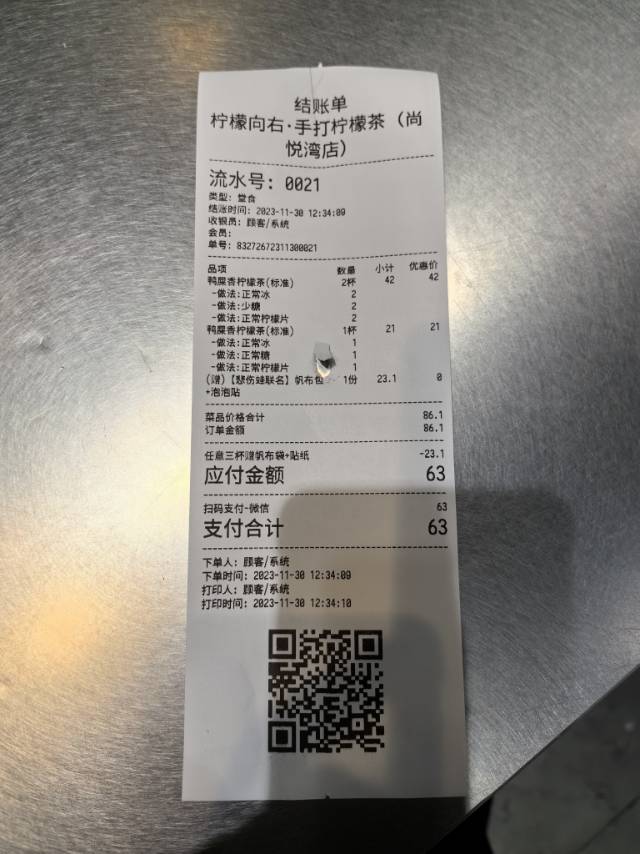 结账单
柠檬向右·手打柠檬茶（尚
悦湾店）
流水号: 0021
类型: 堂食
结账时间: 2023-11-30 12:34:09
收银员: 顾客/系统
会员:
单号: 83272672311300021
品项 数量 小计 优惠价
鸭屎香柠檬茶(标准) 2杯 42 42
-做法:正常冰 2
-做法:少糖 2
-做法:正常柠檬片 2
鸭屎香柠檬茶(标准) 1杯 21 21
-做法:正常冰 1
-做法:正常糖 1
-做法:正常柠檬片 1
(赠)【悲伤蛙联名】帆布包 1份 23.1 0
+泡泡贴
菜品价格合计 86.1
订单金额 86.1
任意三杯赠帆布袋+贴纸 -23.1
应付金额 63
扫码支付-微信 63
支付合计 63
下单人: 顾客/系统
下单时间: 2023-11-30 12:34:09
打印人: 顾客/系统
打印时间: 2023-11-30 12:34:10